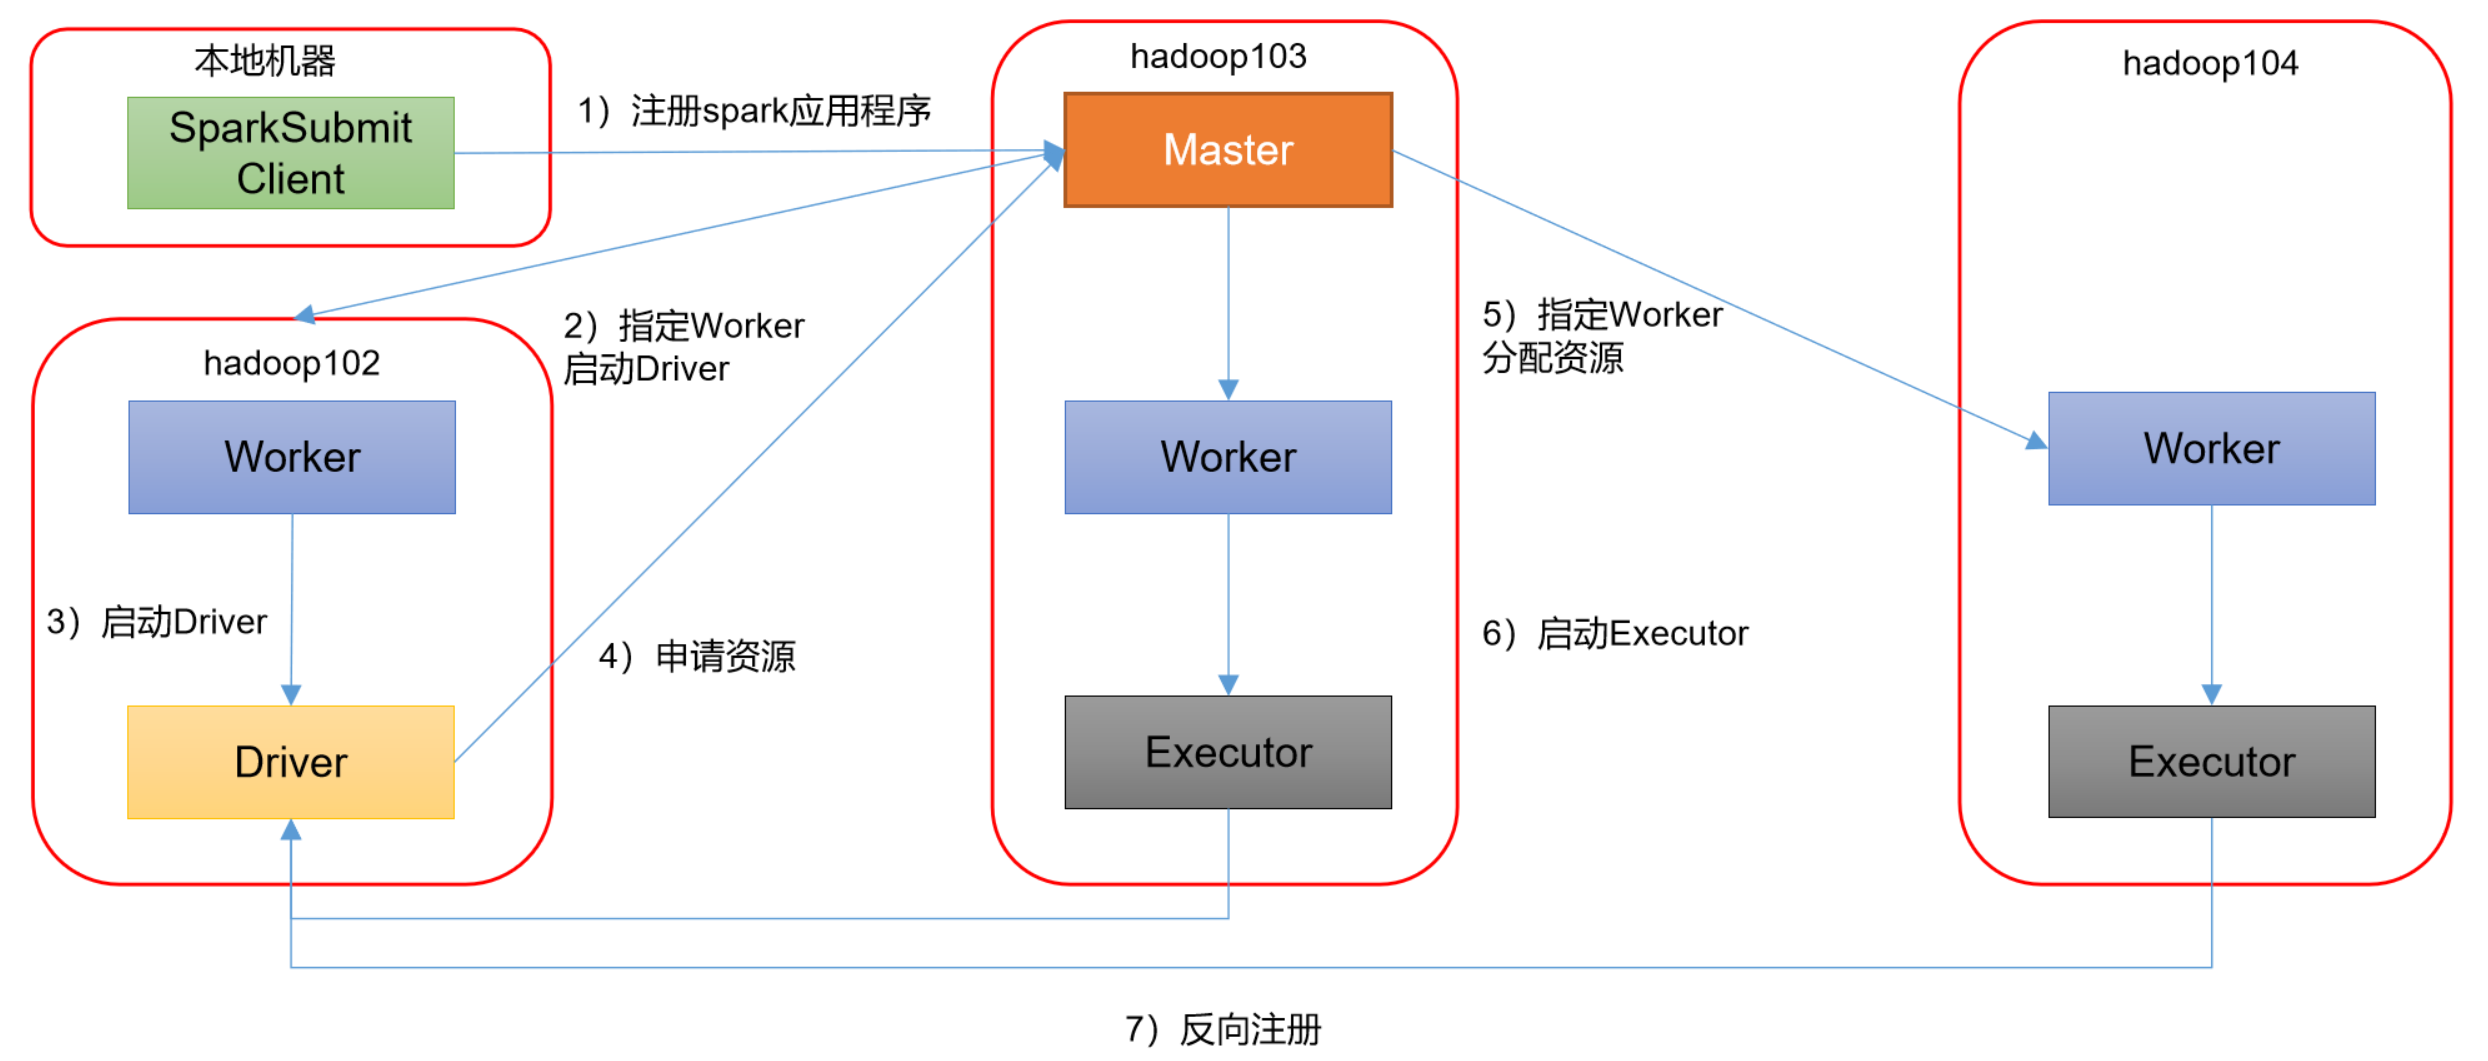 本地机器
SparkSubmit
Client
1）注册spark应用程序
hadoop103
Master
hadoop104
hadoop102
Worker
2）指定Worker
启动Driver
Worker
5）指定Worker
分配资源
Worker
3）启动Driver
4）申请资源
6）启动Executor
Driver
Executor
Executor
7）反向注册